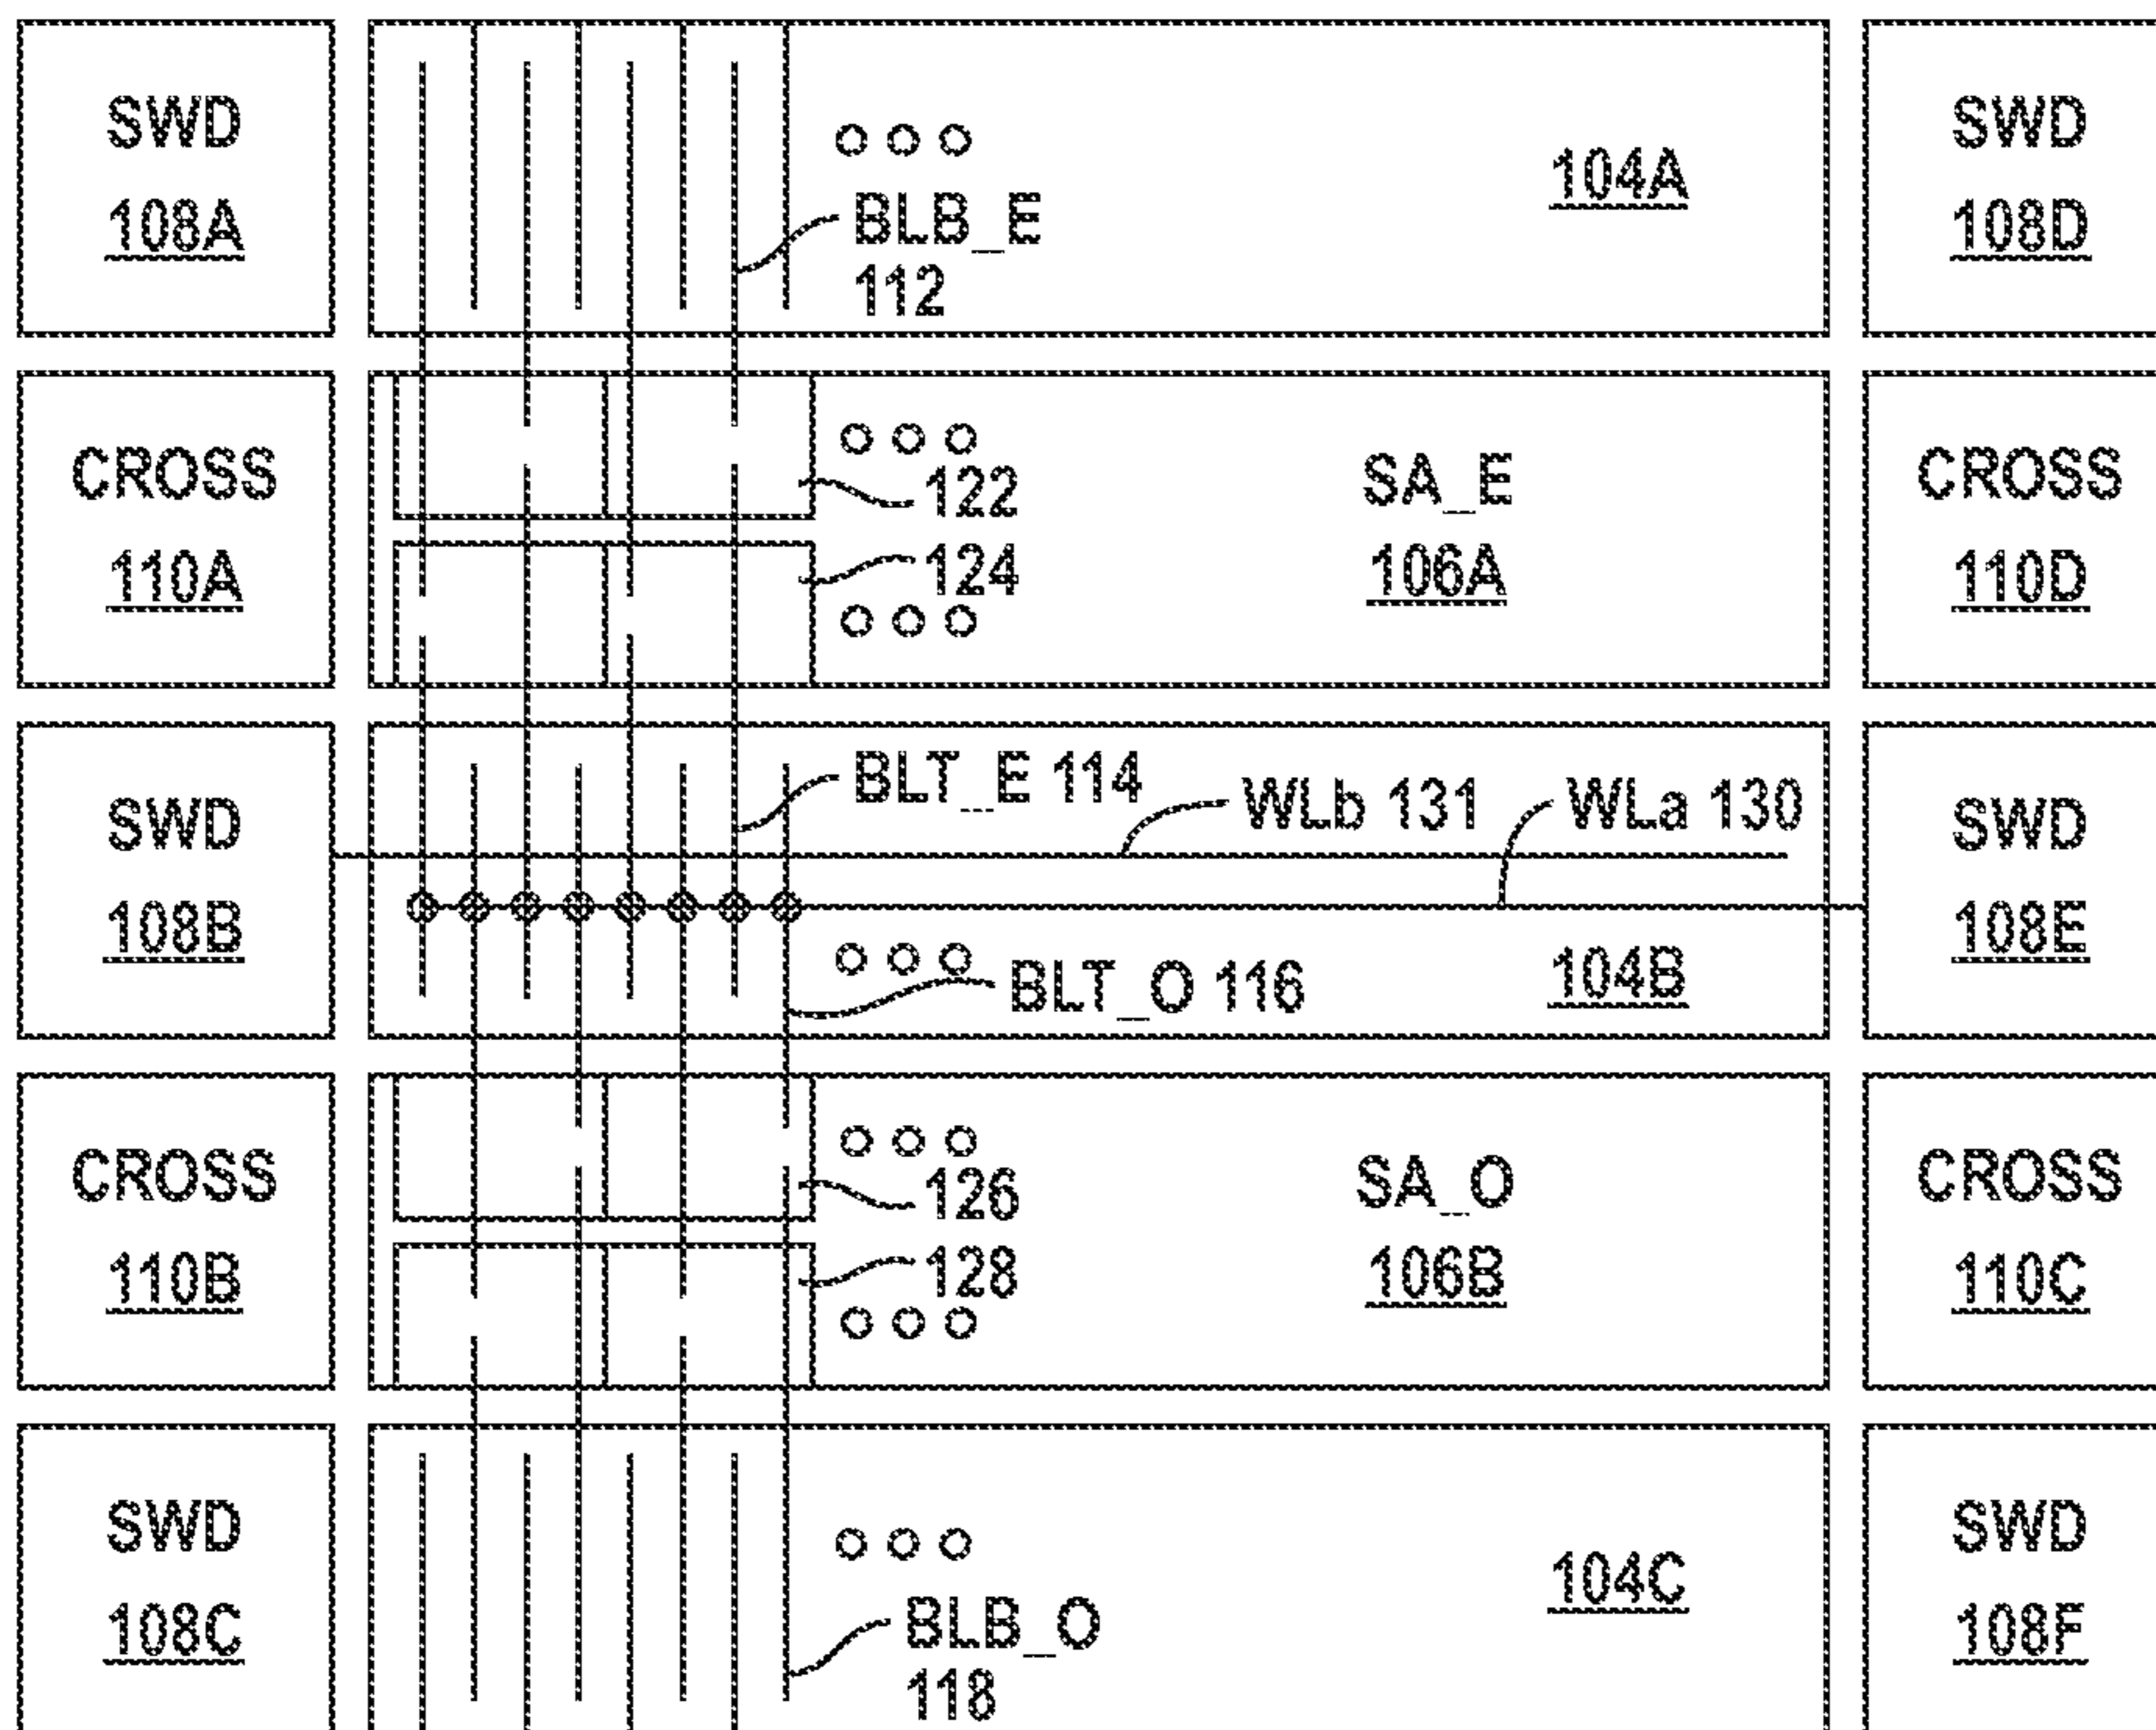 SWD
108A
BLB_E
112
104A
SWD
108D
CROSS
110A
122
124
SA_E
106A
CROSS
110D
SWD
108B
BLT_E 114
WLb 131
WLa 130
BLT_O 116
104B
SWD
108E
CROSS
110B
126
128
SA_O
106B
CROSS
110C
SWD
108C
BLB_O
118
104C
SWD
108F